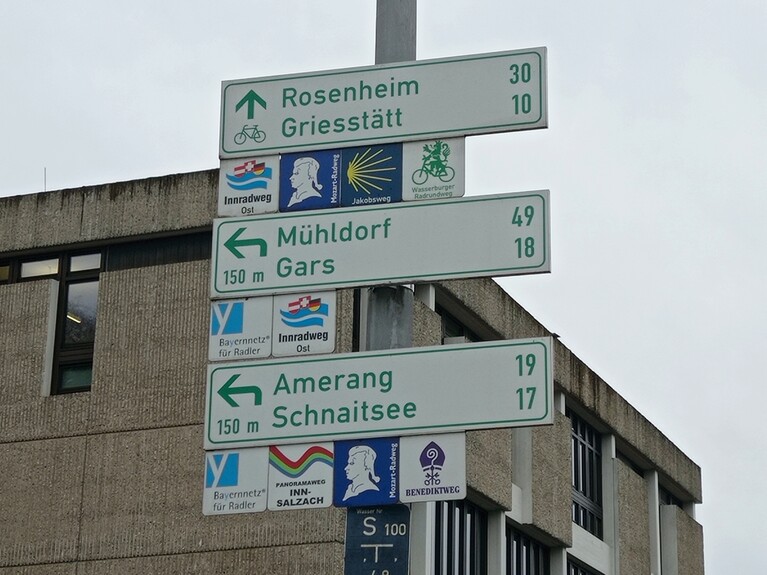 Rosenheim 30
Griesstätt 10
Innradweg
Ost
Mozart-Radweg
Jakobsweg
Wasserburger
Radrundweg
Mühldorf 49
150 m Gars 18
Bayernnetz®
für Radler
Innradweg
Ost
Amerang 19
150 m Schnaitsee 17
Bayernnetz®
für Radler
PANORAMAWEG
INN-
SALZACH
Mozart-Radweg
BENEDIKTWEG
S 100
T